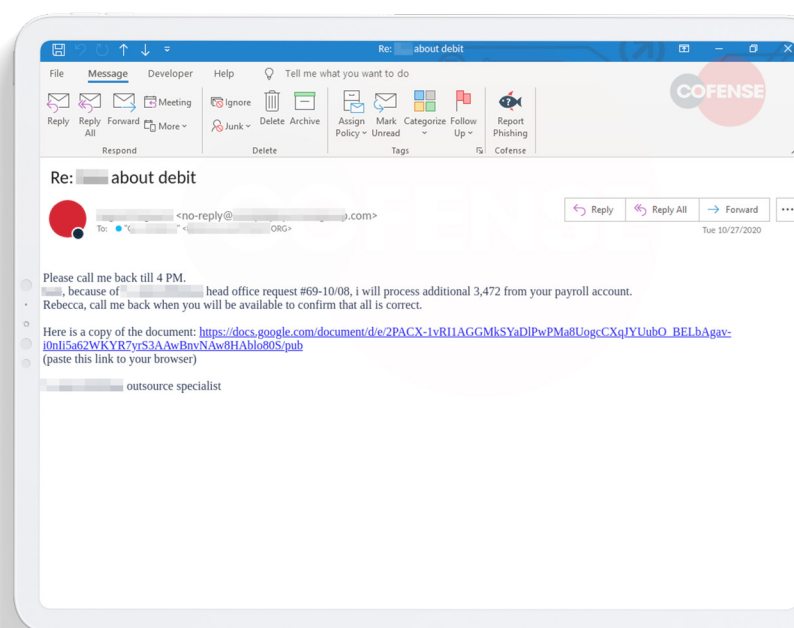 Re: about debit
File Message Developer Help Tell me what you want to do
Reply Reply All Forward Meeting More
Respond
Ignore Junk Delete Archive
Delete
Assign Policy Mark Unread Categorize Follow Up
Tags
Report Phishing
Cofense
COFENSE
Re: about debit
<no-reply@ .com>
To: "  " < ORG>
Reply Reply All Forward
Tue 10/27/2020
COFENSE
Please call me back till 4 PM.
, because of head office request #69-10/08, i will process additional 3,472 from your payroll account.
Rebecca, call me back when you will be available to confirm that all is correct.
Here is a copy of the document: https://docs.google.com/document/d/e/2PACX-1vRI1AGGMkSYaDlPwPMa8UogcCXqJYUubO_BELbAgav-
i0nIi5a62WKYR7yrS3AAwBnvNAw8HAblo80S/pub
(paste this link to your browser)
outsource specialist